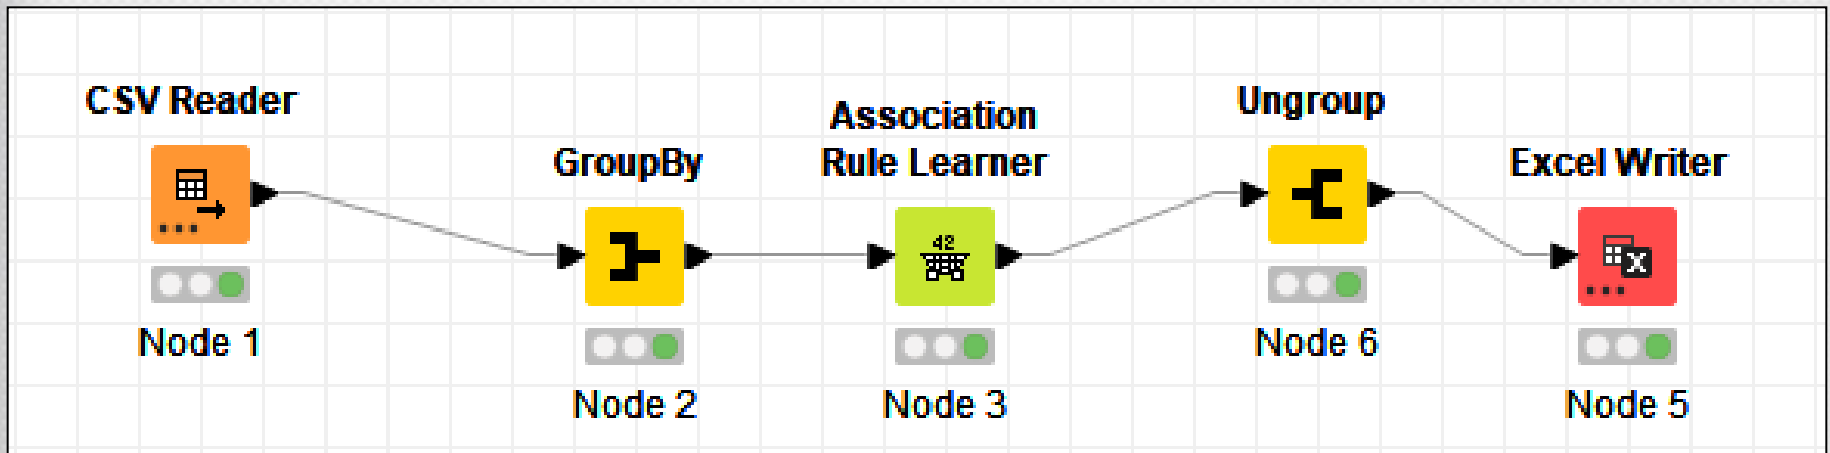 CSV Reader
Node 1
GroupBy
Node 2
Association
Rule Learner
42
Node 3
Ungroup
Node 6
Excel Writer
X
Node 5